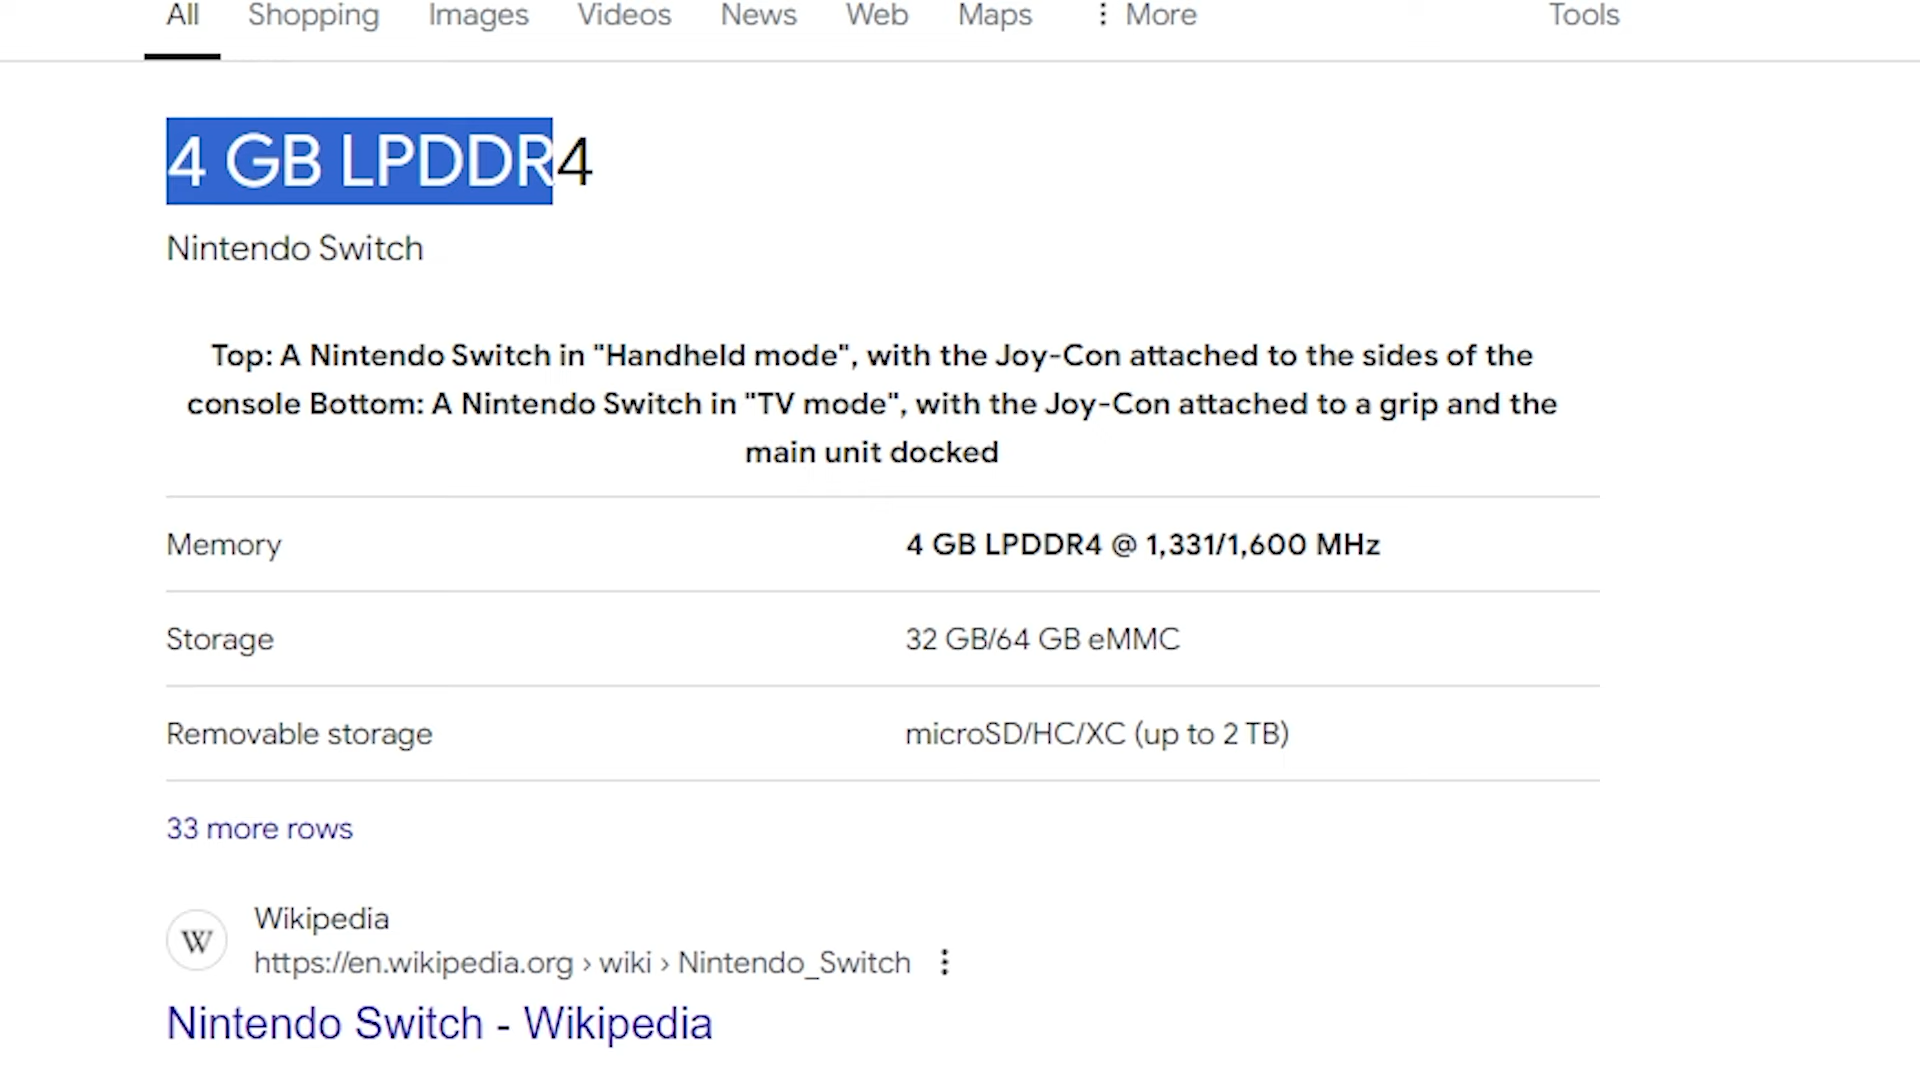 All Shopping Images Videos News Web Maps More Tools
4 GB LPDDR4
Nintendo Switch
Top: A Nintendo Switch in "Handheld mode", with the Joy-Con attached to the sides of the
console Bottom: A Nintendo Switch in "TV mode", with the Joy-Con attached to a grip and the
main unit docked
Memory 4 GB LPDDR4 @ 1,331/1,600 MHz
Storage 32 GB/64 GB eMMC
Removable storage microSD/HC/XC (up to 2 TB)
33 more rows
W Wikipedia
https://en.wikipedia.org › wiki › Nintendo_Switch
Nintendo Switch - Wikipedia